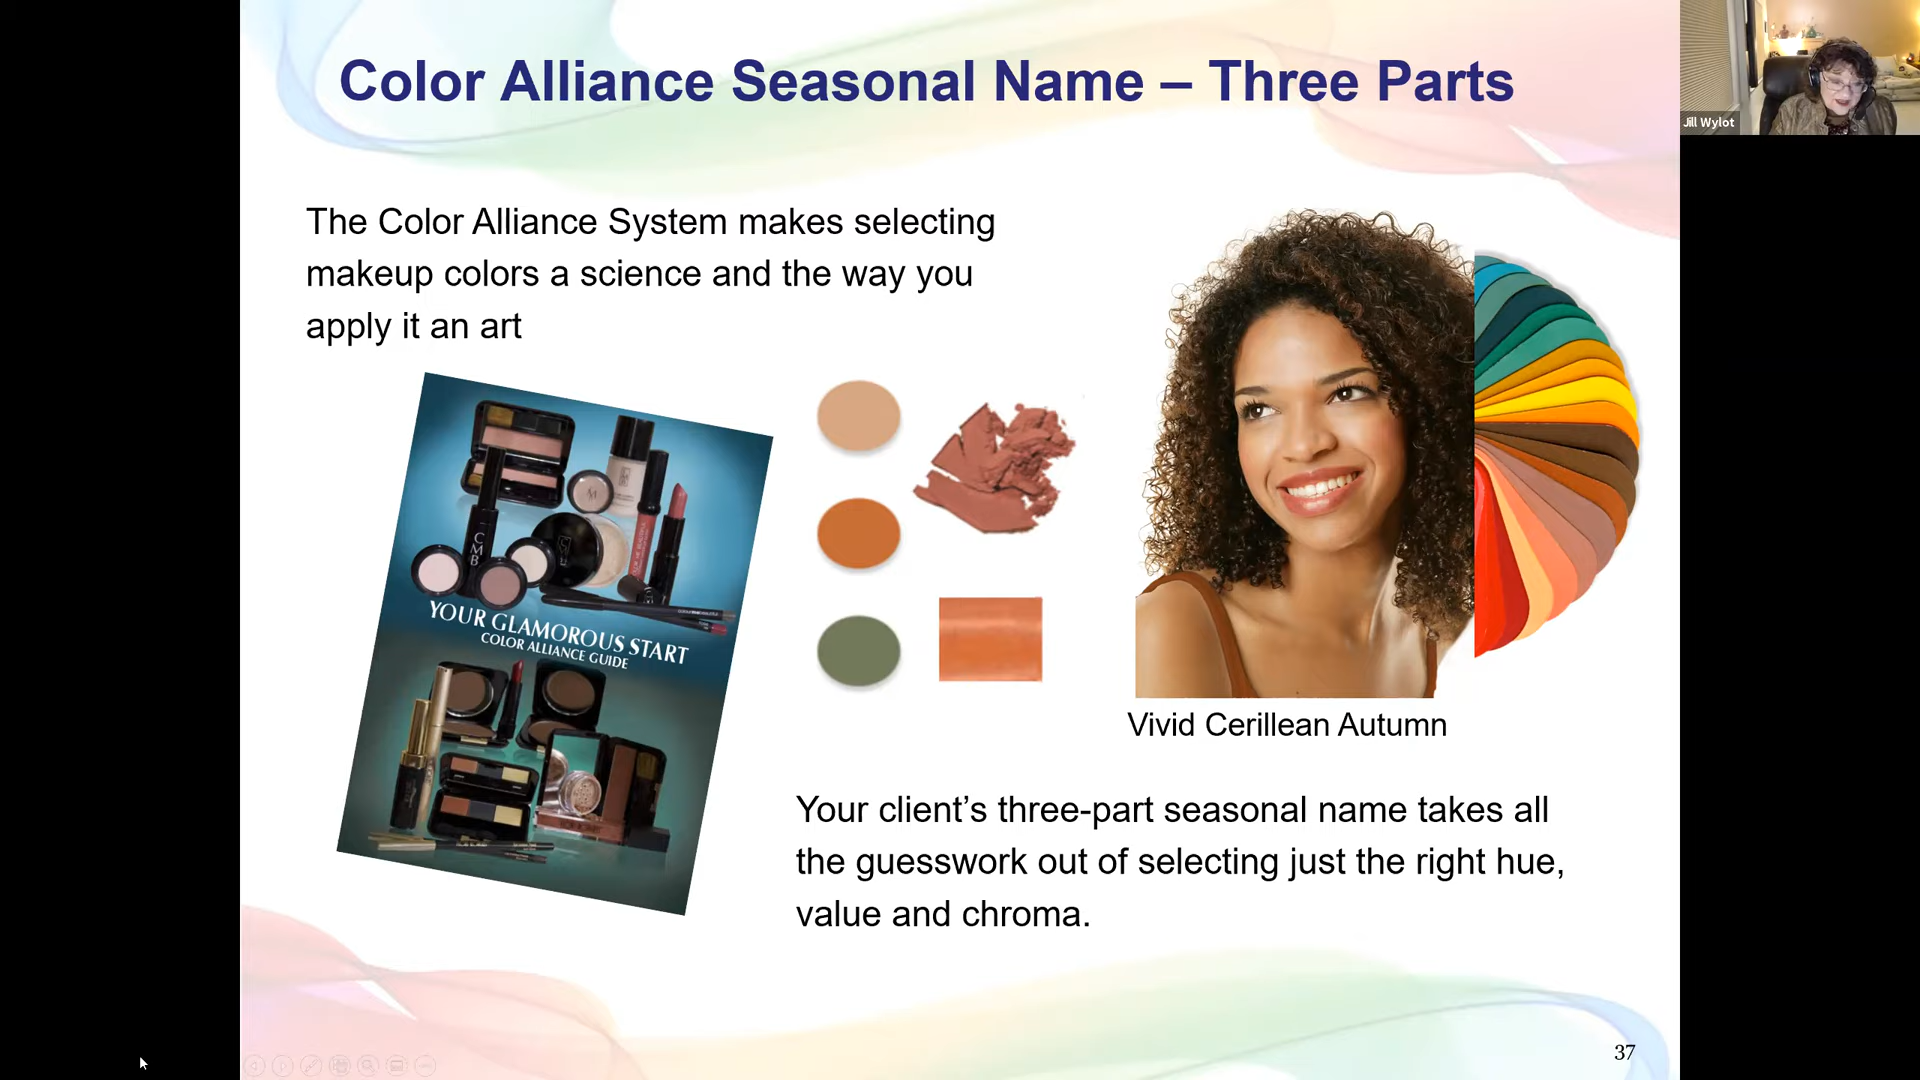 Color Alliance Seasonal Name – Three Parts
Jill Wylot
The Color Alliance System makes selecting
makeup colors a science and the way you
apply it an art
CMB
YOUR GLAMOROUS START
COLOR ALLIANCE GUIDE
Vivid Cerillean Autumn
Your client’s three-part seasonal name takes all
the guesswork out of selecting just the right hue,
value and chroma.
37